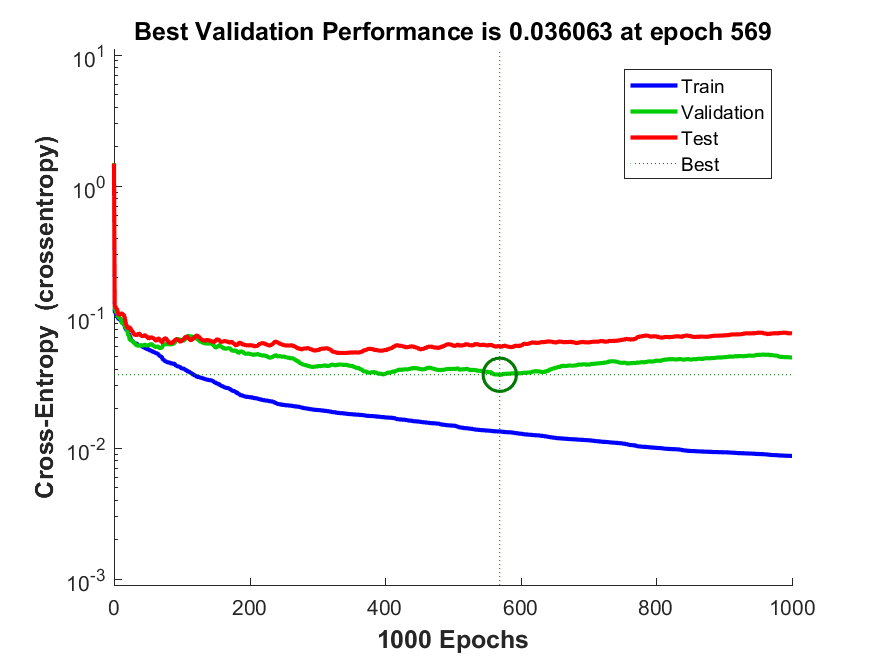 Best Validation Performance is 0.036063 at epoch 569
Cross-Entropy (crossentropy)
10^1
10^0
10^-1
10^-2
10^-3
Train
Validation
Test
Best
0 200 400 600 800 1000
1000 Epochs